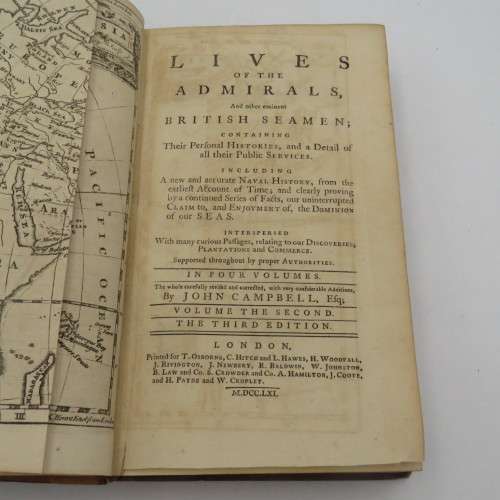 LIVES
OF THE
ADMIRALS,
And other eminent
BRITISH SEAMEN;
CONTAINING
Their Personal HISTORIES, and a Detail of
all their Public SERVICES.
INCLUDING
A new and accurate NAVAL HISTORY, from the
earliest Account of Time; and clearly proving
by a continued Series of Facts, our uninterrupted
CLAIM to, and ENJOYMENT of, the DOMINION
of our SEAS.
INTERSPERSED
With many curious Passages, relating to our DISCOVERIES,
PLANTATIONS and COMMERCE.
Supported throughout by proper AUTHORITIES.
IN FOUR VOLUMES.
The whole carefully revised and corrected, with very considerable Additions,
By JOHN CAMPBELL, Esq;
VOLUME THE SECOND.
THE THIRD EDITION.
LONDON,
Printed for T. OSBORNE, C. HITCH and L. HAWES, H. WOODFALL,
J. RIVINGTON, J. NEWBERY, R. BALDWIN, W. JOHNSTON,
B. LAW and Co. S. CROWDER and Co. A. HAMILTON, J. COOTE,
and H. PAYNE and W. CROPLEY.
M.DCC.LXI.
EUROPE
PACIFIC OCEAN
III